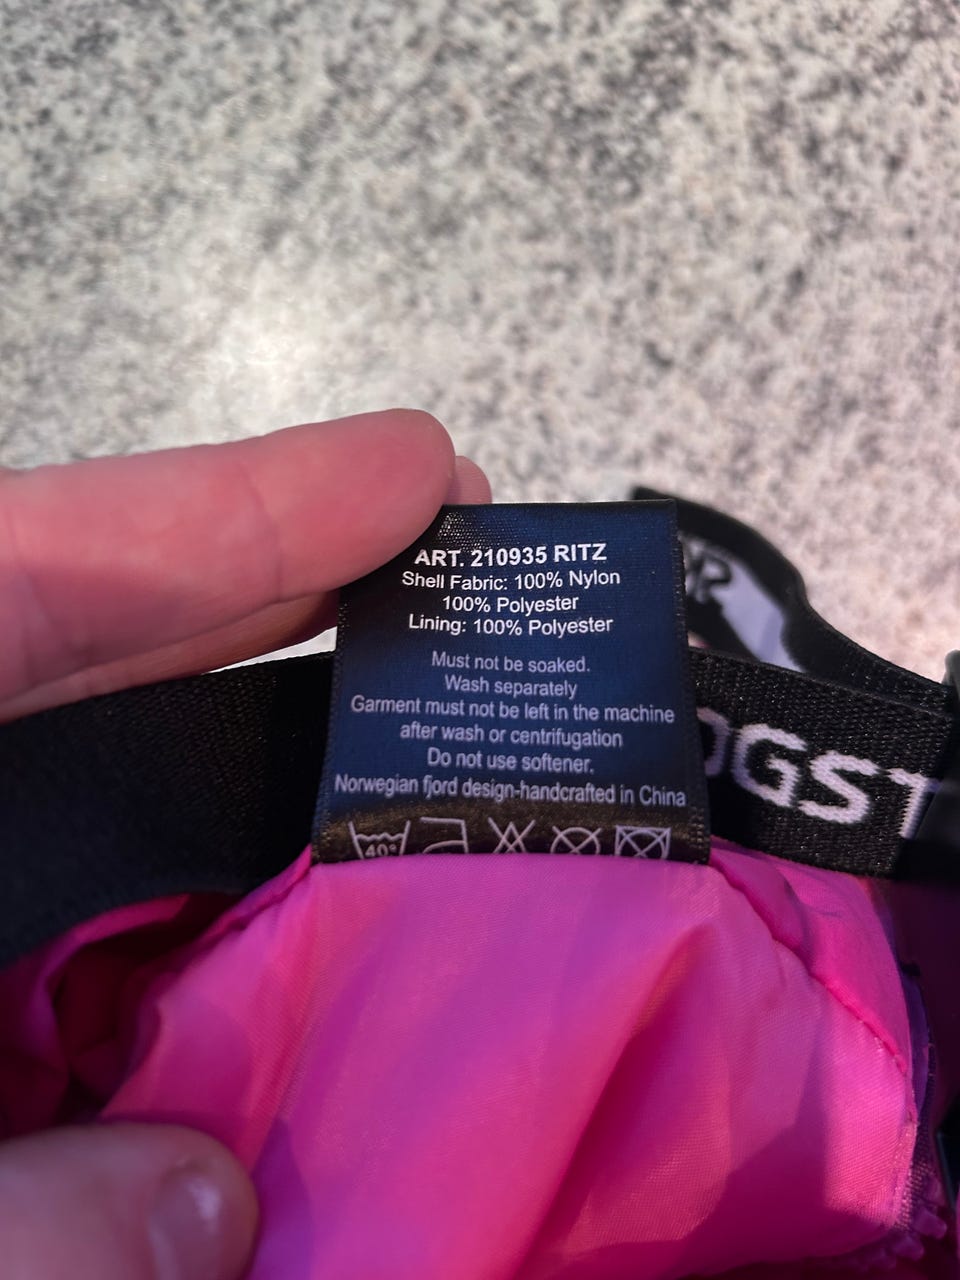 ART. 210935 RITZ
Shell Fabric: 100% Nylon
100% Polyester
Lining: 100% Polyester
Must not be soaked.
Wash separately
Garment must not be left in the machine
after wash or centrifugation
Do not use softener.
Norwegian fjord design-handcrafted in China
40°
OGST